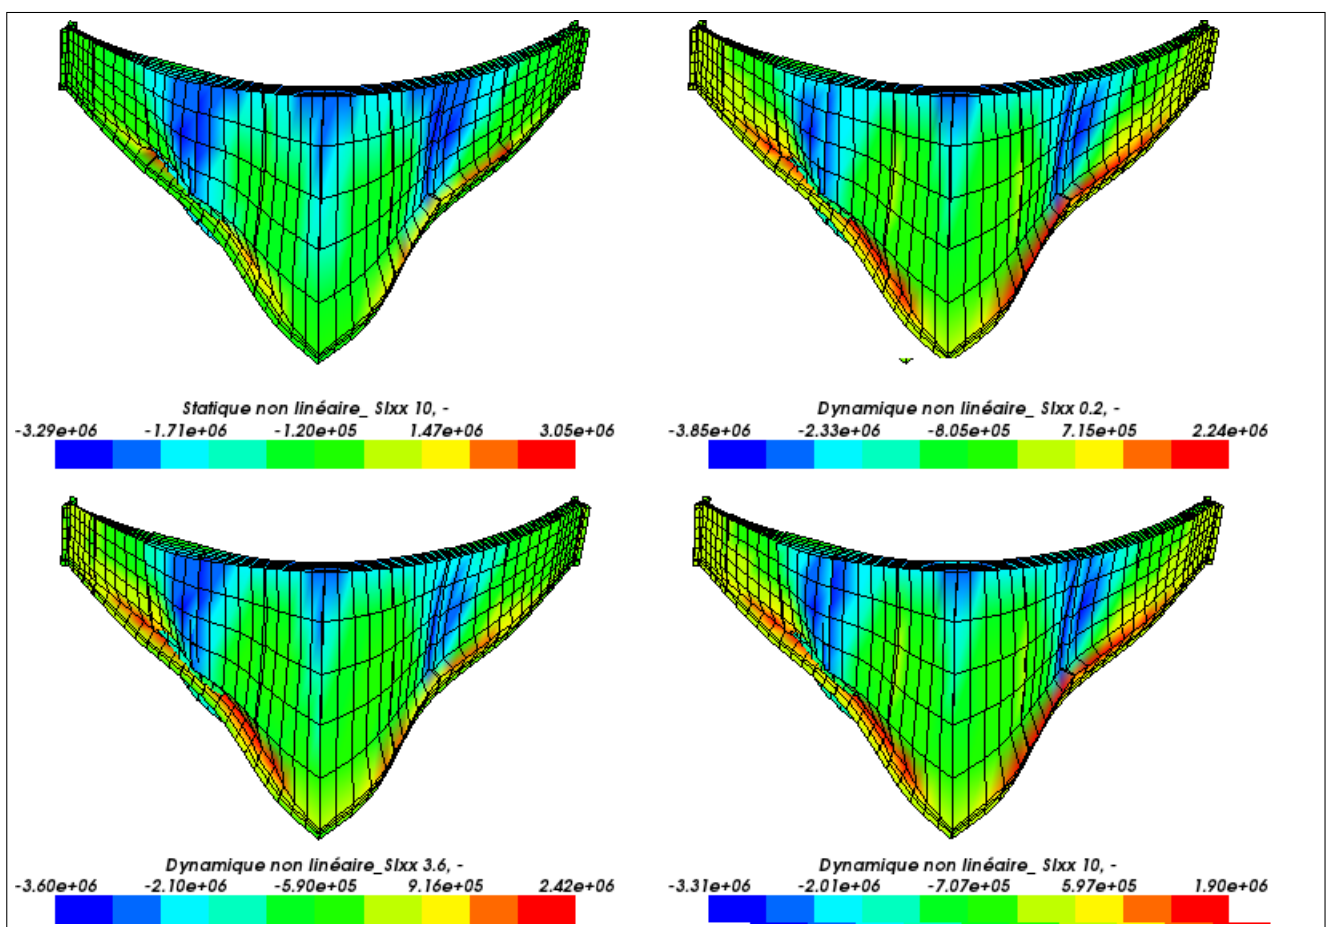 Statique non linéaire_ SIxx 10, -
-3.29e+06 -1.71e+06 -1.20e+05 1.47e+06 3.05e+06
Dynamique non linéaire_ SIxx 0.2, -
-3.85e+06 -2.33e+06 -8.05e+05 7.15e+05 2.24e+06
Dynamique non linéaire_SIxx 3.6, -
-3.60e+06 -2.10e+06 -5.90e+05 9.16e+05 2.42e+06
Dynamique non linéaire_ SIxx 10, -
-3.31e+06 -2.01e+06 -7.07e+05 5.97e+05 1.90e+06